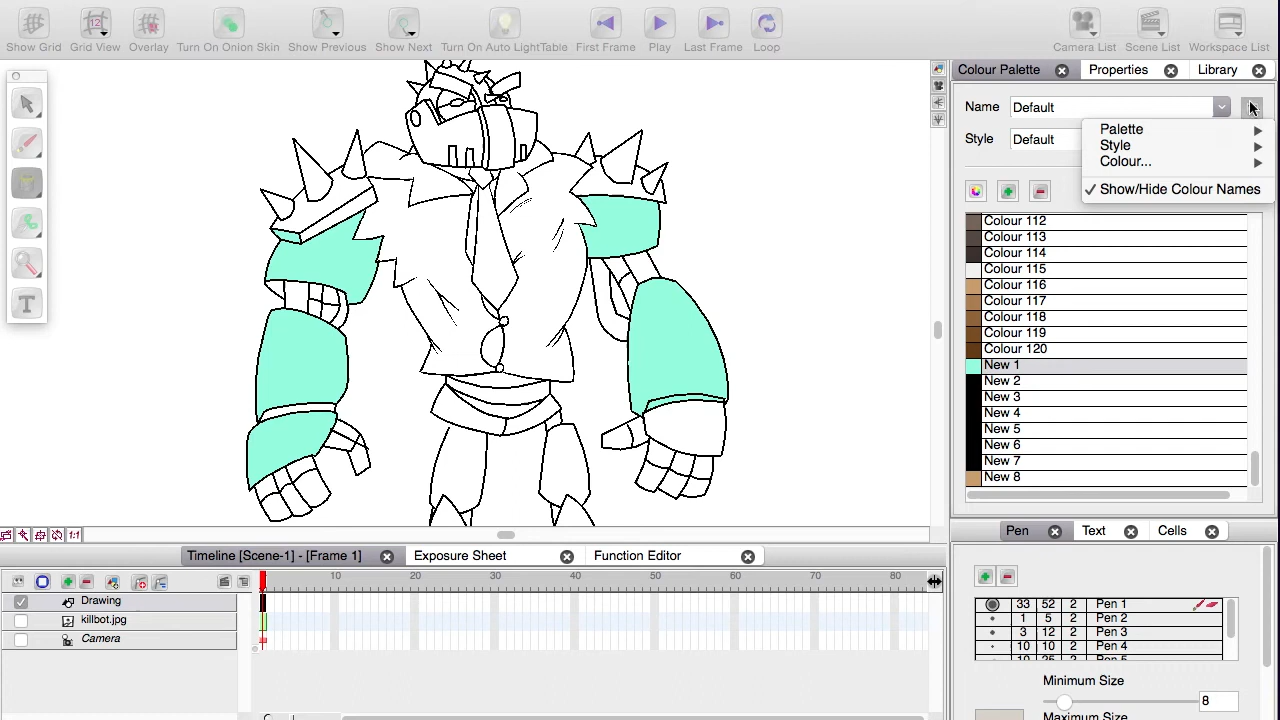 Show Grid Grid View Overlay Turn On Onion Skin Show Previous Show Next Turn On Auto LightTable First Frame Play Last Frame Loop Camera List Scene List Workspace List
12
Colour Palette Properties Library
Name Default
Style Default
Palette
Style
Colour...
Show/Hide Colour Names
T
Colour 112
Colour 113
Colour 114
Colour 115
Colour 116
Colour 117
Colour 118
Colour 119
Colour 120
New 1
New 2
New 3
New 4
New 5
New 6
New 7
New 8
1:1
Pen Text Cells
Timeline [Scene-1] - [Frame 1] Exposure Sheet Function Editor
10 20 30 40 50 60 70 80
Drawing
killbot.jpg
Camera
33 52 2 Pen 1
1 5 2 Pen 2
3 12 2 Pen 3
10 10 2 Pen 4
Minimum Size
8
Maximum Size